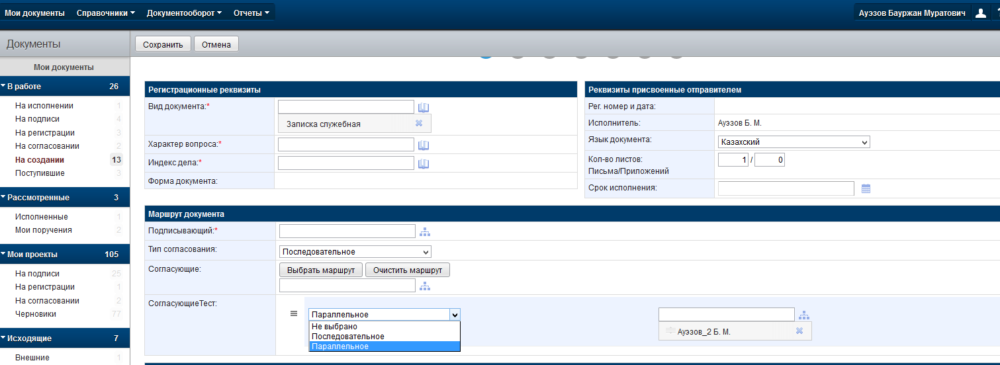 Мои документы Справочники Документооборот Отчеты Ауэзов Бауржан Муратович ?
Документы Сохранить Отмена
Мои документы
В работе 26
На исполнении 1
На подписи 4
На регистрации 3
На согласовании 2
На создании 13
Поступившие 3
Рассмотренные 3
Исполненные 1
Мои поручения 2
Мои проекты 105
На подписи 25
На регистрации 1
На согласовании 2
Черновики 77
Исходящие 7
Внешние 1
Регистрационные реквизиты
Вид документа:*
Записка служебная
Характер вопроса:*
Индекс дела:*
Форма документа:
Реквизиты присвоенные отправителем
Рег. номер и дата:
Исполнитель: Ауэзов Б. М.
Язык документа: Казахский
Кол-во листов: 1 / 0
Письма/Приложений
Срок исполнения:
Маршрут документа
Подписывающий:*
Тип согласования: Последовательное
Согласующие: Выбрать маршрут Очистить маршрут
СогласующиеТест:
Параллельное
Не выбрано
Последовательное
Параллельное
Ауэзов_2 Б. М.